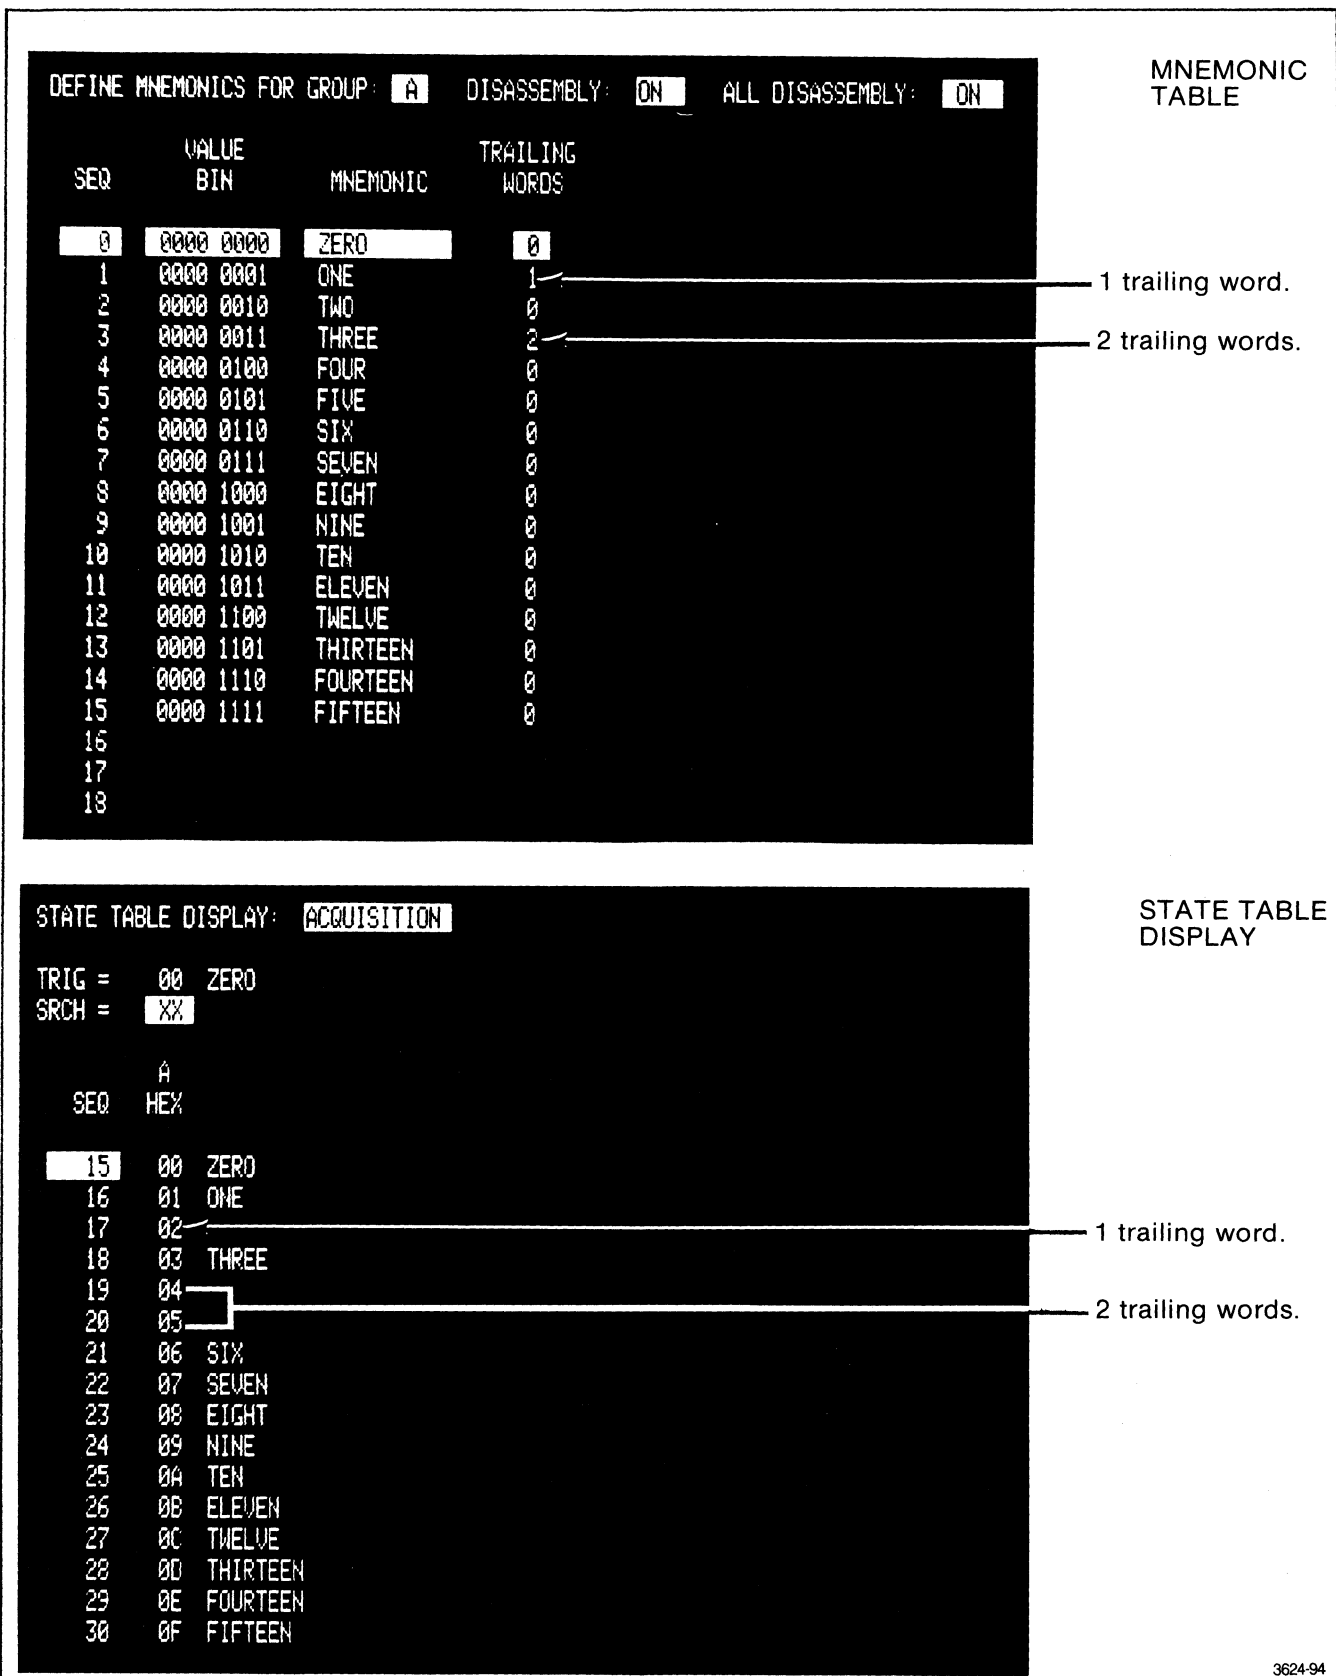 MNEMONIC
TABLE
DEFINE MNEMONICS FOR GROUP: A DISASSEMBLY: ON ALL DISASSEMBLY: ON
VALUE TRAILING
SEQ BIN MNEMONIC WORDS
0 0000 0000 ZERO 0
1 0000 0001 ONE 1 1 trailing word.
2 0000 0010 TWO 0
3 0000 0011 THREE 2 2 trailing words.
4 0000 0100 FOUR 0
5 0000 0101 FIVE 0
6 0000 0110 SIX 0
7 0000 0111 SEVEN 0
8 0000 1000 EIGHT 0
9 0000 1001 NINE 0
10 0000 1010 TEN 0
11 0000 1011 ELEVEN 0
12 0000 1100 TWELVE 0
13 0000 1101 THIRTEEN 0
14 0000 1110 FOURTEEN 0
15 0000 1111 FIFTEEN 0
16
17
18
STATE TABLE
DISPLAY
STATE TABLE DISPLAY: ACQUISITION
TRIG = 00 ZERO
SRCH = XX
A
SEQ HEX
15 00 ZERO
16 01 ONE
17 02 1 trailing word.
18 03 THREE
19 04
2 trailing words.
20 05
21 06 SIX
22 07 SEVEN
23 08 EIGHT
24 09 NINE
25 0A TEN
26 0B ELEVEN
27 0C TWELVE
28 0D THIRTEEN
29 0E FOURTEEN
30 0F FIFTEEN
3624-94